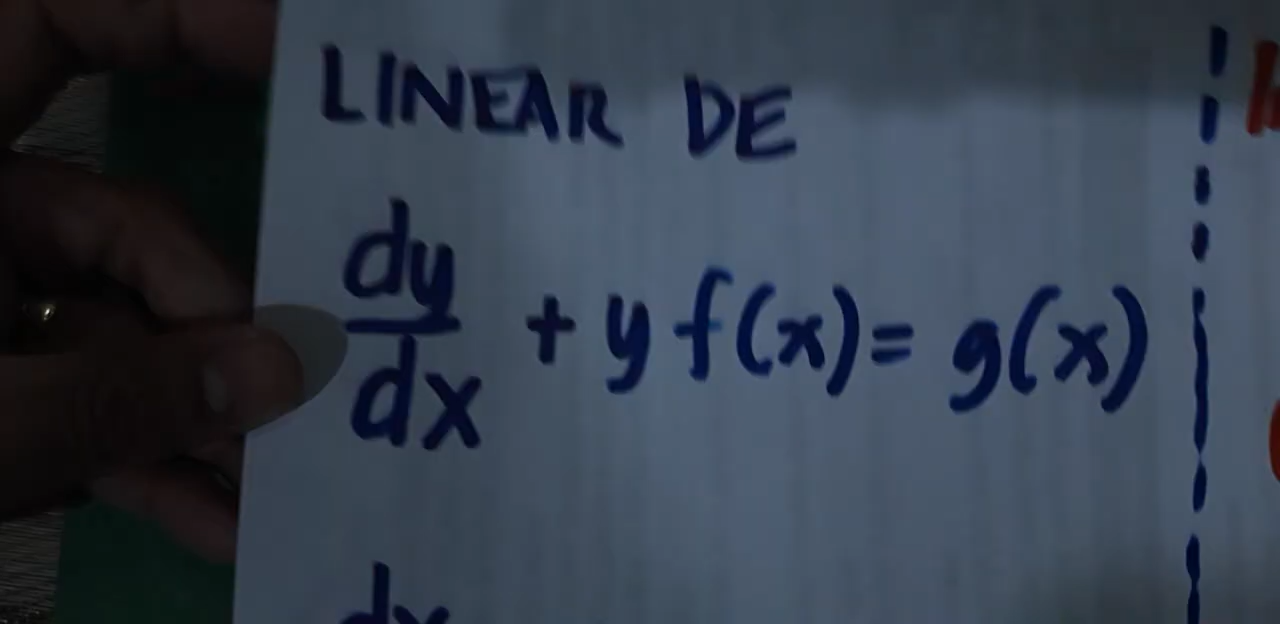 LINEAR DE
dy/dx + y f(x) = g(x)